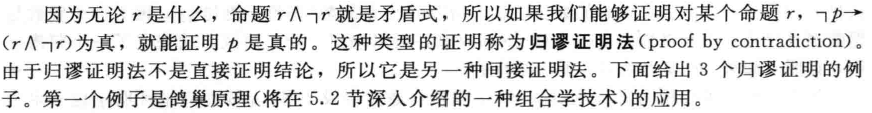 因为无论 r 是什么，命题 r∧¬r 就是矛盾式，所以如果我们能够证明对某个命题 r，¬p→
(r∧¬r)为真，就能证明 p 是真的。这种类型的证明称为归谬证明法(proof by contradiction)。
由于归谬证明法不是直接证明结论，所以它是另一种间接证明法。下面给出 3 个归谬证明的例
子。第一个例子是鸽巢原理(将在 5.2 节深入介绍的一种组合学技术)的应用。